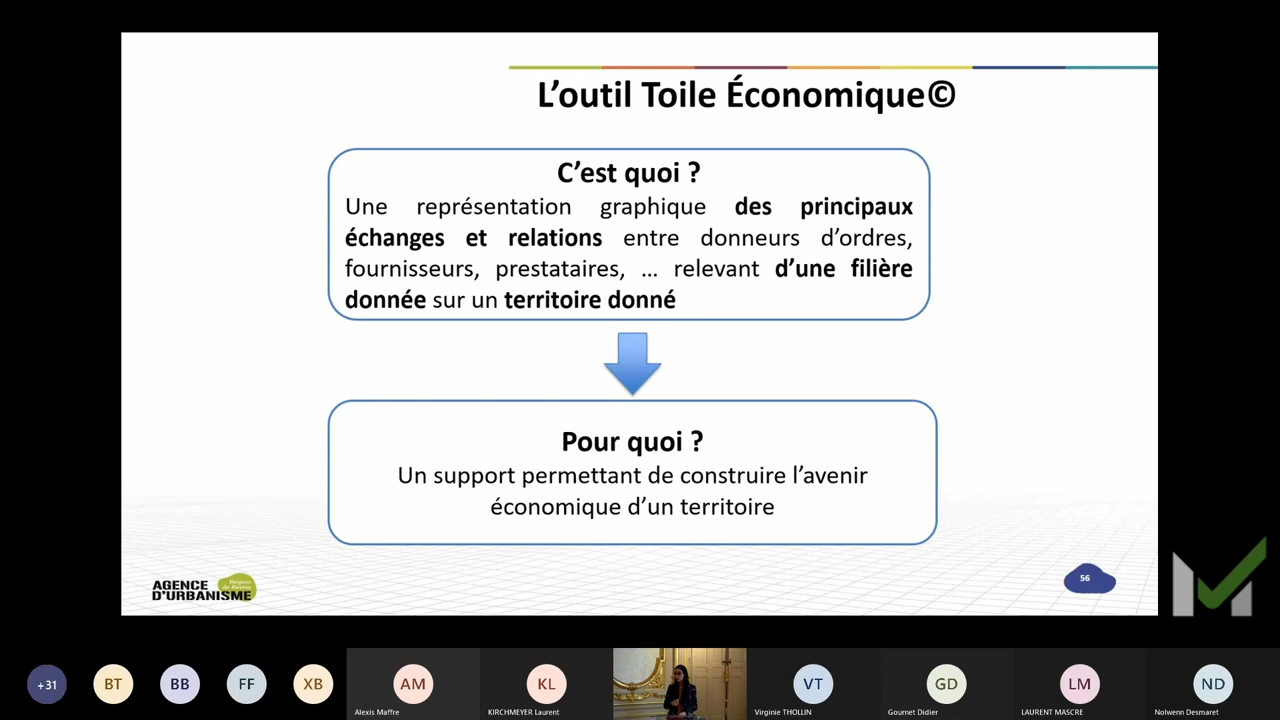 L’outil Toile Économique©
C’est quoi ?
Une représentation graphique des principaux
échanges et relations entre donneurs d’ordres,
fournisseurs, prestataires, … relevant d’une filière
donnée sur un territoire donné
Pour quoi ?
Un support permettant de construire l’avenir
économique d’un territoire
AGENCE
D'URBANISME
56
+31
BT
BB
FF
XB
AM
KL
VT
GD
LM
ND
Alexis Maffre
KIRCHMEYER Laurent
Virginie THOLLIN
Gournet Didier
LAURENT MASCRE
Nolwenn Desmaret